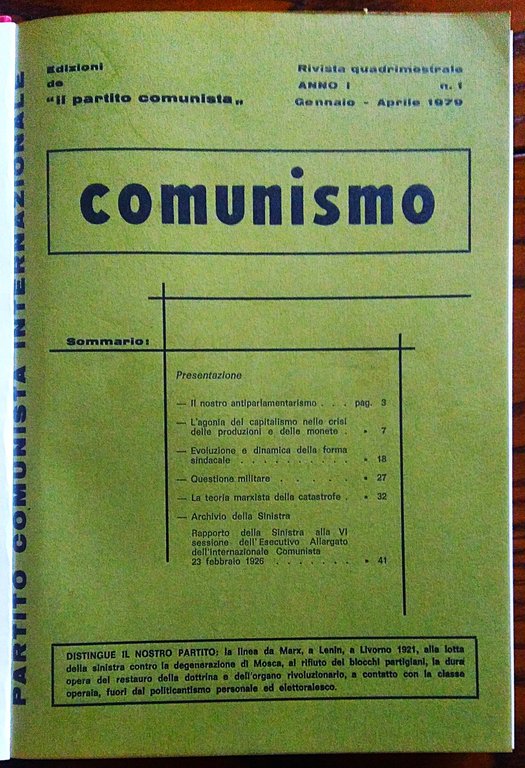 Edizioni
de
"il partito comunista"
Rivista quadrimestrale
ANNO I n. 1
Gennaio - Aprile 1979
PARTITO COMUNISTA INTERNAZIONALE
comunismo
Sommario:
Presentazione
— Il nostro antiparlamentarismo . . . pag. 3
— L'agonia del capitalismo nelle crisi
delle produzioni e delle monete . » 7
— Evoluzione e dinamica della forma
sindacale . . . . . . . . . . » 18
— Questione militare . . . . . . » 27
— La teoria marxista della catastrofe . » 32
— Archivio della Sinistra
Rapporto della Sinistra alla VI
sessione dell'Esecutivo Allargato
dell'Internazionale Comunista
23 febbraio 1926 . . . . . . . » 41
DISTINGUE IL NOSTRO PARTITO: la linea da Marx, a Lenin, a Livorno 1921, alla lotta
della sinistra contro la degenerazione di Mosca, al rifiuto dei blocchi partigiani, la dura
opera del restauro della dottrina e dell'organo rivoluzionario, a contatto con la classe
operaia, fuori dal politicantismo personale ed elettoralesco.